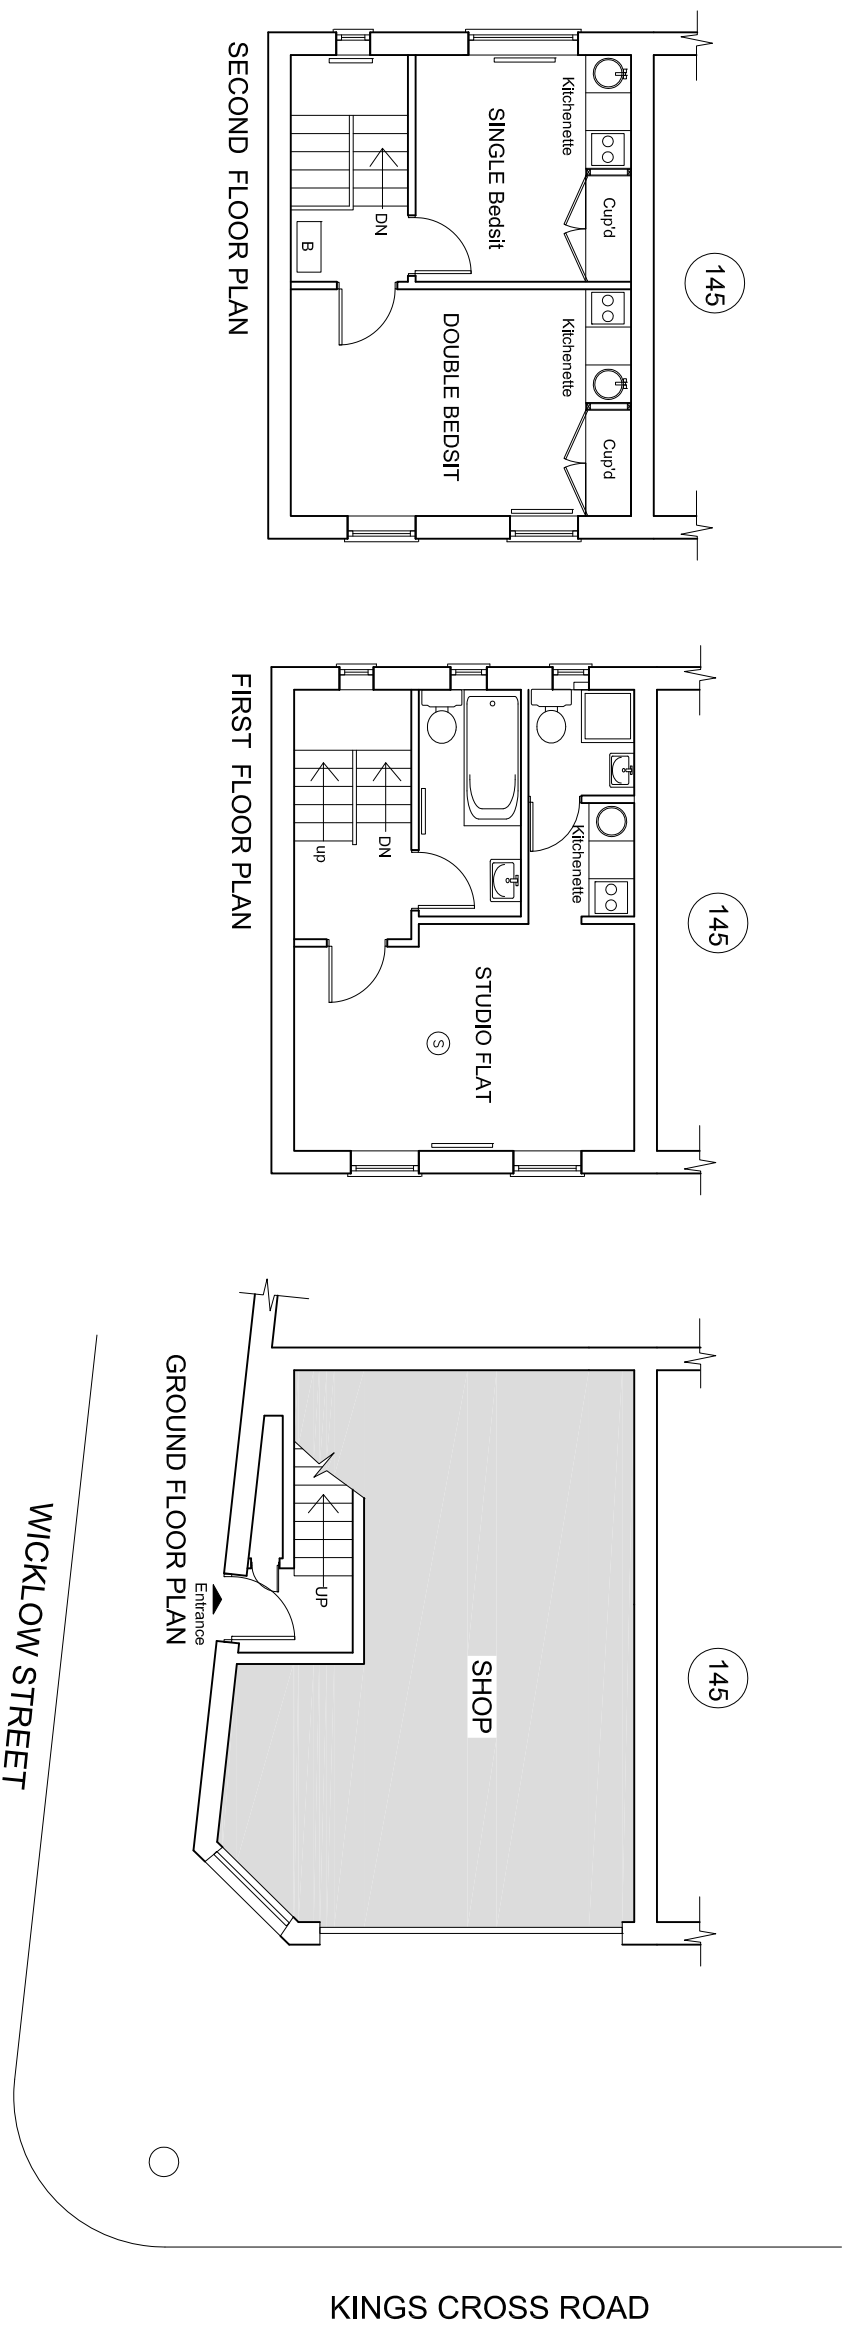 145
Kitchenette
Cup'd
SINGLE Bedsit
DN
B
Kitchenette
Cup'd
DOUBLE BEDSIT
SECOND FLOOR PLAN
145
Kitchenette
DN
up
STUDIO FLAT
S
FIRST FLOOR PLAN
145
SHOP
UP
Entrance
GROUND FLOOR PLAN
WICKLOW STREET
KINGS CROSS ROAD